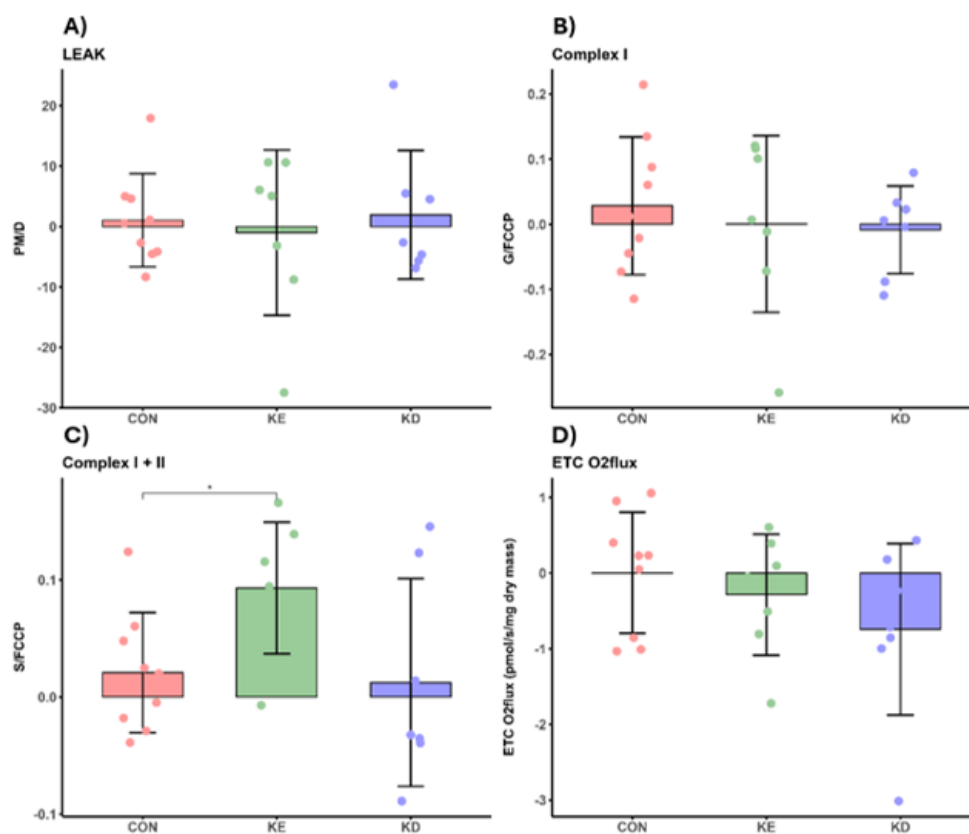 A)
LEAK
PM/D
20
10
0
-10
-20
-30
CON KE KD
B)
Complex I
G/FCCP
0.2
0.1
0.0
-0.1
-0.2
CON KE KD
C)
Complex I + II
S/FCCP
*
0.1
0.0
-0.1
CON KE KD
D)
ETC O2flux
ETC O2flux (pmol/s/mg dry mass)
1
0
-1
-2
-3
CON KE KD